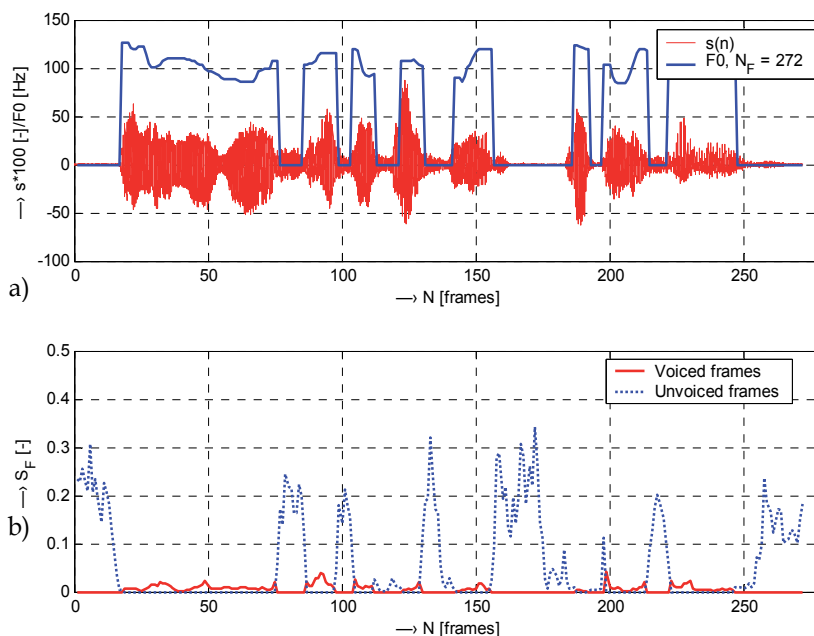 150
100
50
0
-50
-100
—› s*100 [-]/F0 [Hz]
s(n)
F0, N_F = 272
0 50 100 150 200 250
—› N [frames]
a)
0.5
0.4
0.3
0.2
0.1
0
—› S_F [-]
Voiced frames
Unvoiced frames
0 50 100 150 200 250
—› N [frames]
b)